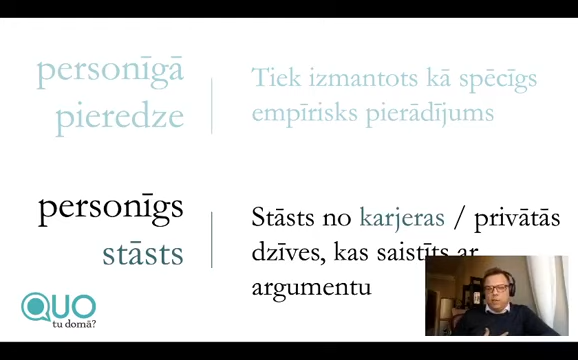 personīgā
pieredze
Tiek izmantots kā spēcīgs
empīrisks pierādījums
personīgs
stāsts
Stāsts no karjeras / privātās
dzīves, kas saistīts ar
argumentu
QUO
tu domā?